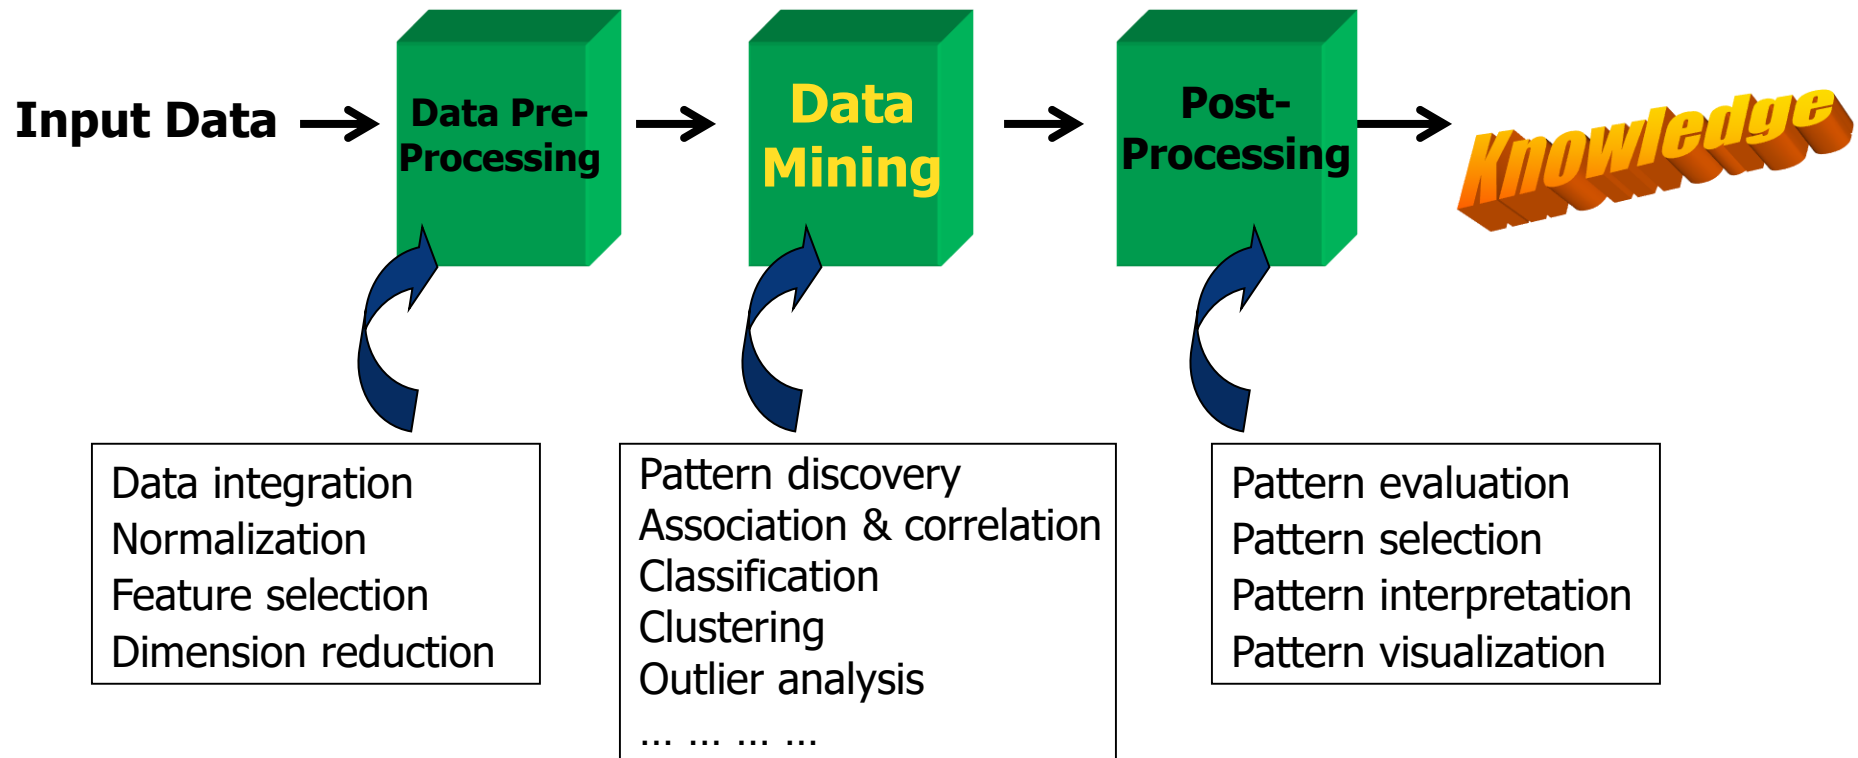 Input Data
Data Pre-
Processing
Data
Mining
Post-
Processing
Knowledge
Data integration
Normalization
Feature selection
Dimension reduction
Pattern discovery
Association & correlation
Classification
Clustering
Outlier analysis
… … … …
Pattern evaluation
Pattern selection
Pattern interpretation
Pattern visualization